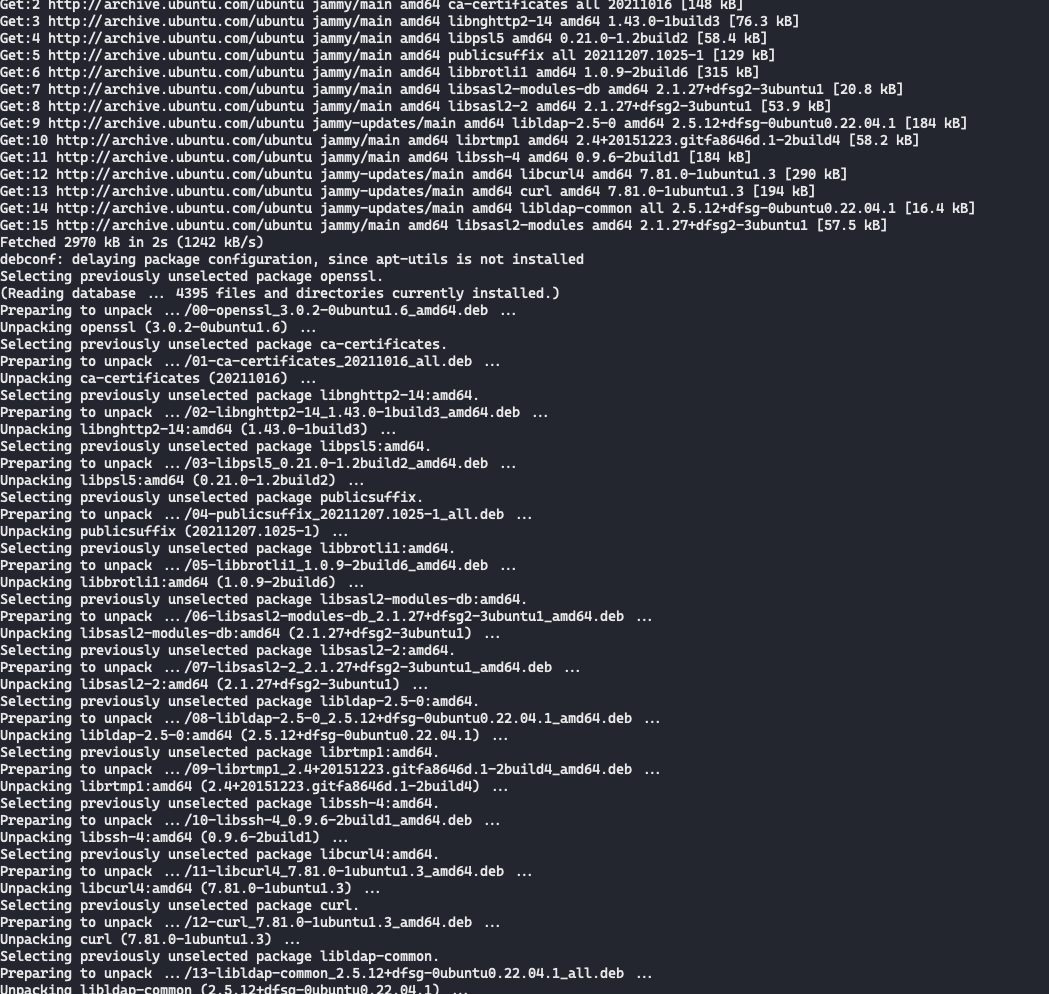 Get:2 http://archive.ubuntu.com/ubuntu jammy/main amd64 ca-certificates all 20211016 [148 kB]
Get:3 http://archive.ubuntu.com/ubuntu jammy/main amd64 libnghttp2-14 amd64 1.43.0-1build3 [76.3 kB]
Get:4 http://archive.ubuntu.com/ubuntu jammy/main amd64 libpsl5 amd64 0.21.0-1.2build2 [58.4 kB]
Get:5 http://archive.ubuntu.com/ubuntu jammy/main amd64 publicsuffix all 20211207.1025-1 [129 kB]
Get:6 http://archive.ubuntu.com/ubuntu jammy/main amd64 libbrotli1 amd64 1.0.9-2build6 [315 kB]
Get:7 http://archive.ubuntu.com/ubuntu jammy/main amd64 libsasl2-modules-db amd64 2.1.27+dfsg2-3ubuntu1 [20.8 kB]
Get:8 http://archive.ubuntu.com/ubuntu jammy/main amd64 libsasl2-2 amd64 2.1.27+dfsg2-3ubuntu1 [53.9 kB]
Get:9 http://archive.ubuntu.com/ubuntu jammy-updates/main amd64 libldap-2.5-0 amd64 2.5.12+dfsg-0ubuntu0.22.04.1 [184 kB]
Get:10 http://archive.ubuntu.com/ubuntu jammy/main amd64 librtmp1 amd64 2.4+20151223.gitfa8646d.1-2build4 [58.2 kB]
Get:11 http://archive.ubuntu.com/ubuntu jammy/main amd64 libssh-4 amd64 0.9.6-2build1 [184 kB]
Get:12 http://archive.ubuntu.com/ubuntu jammy-updates/main amd64 libcurl4 amd64 7.81.0-1ubuntu1.3 [290 kB]
Get:13 http://archive.ubuntu.com/ubuntu jammy-updates/main amd64 curl amd64 7.81.0-1ubuntu1.3 [194 kB]
Get:14 http://archive.ubuntu.com/ubuntu jammy-updates/main amd64 libldap-common all 2.5.12+dfsg-0ubuntu0.22.04.1 [16.4 kB]
Get:15 http://archive.ubuntu.com/ubuntu jammy/main amd64 libsasl2-modules amd64 2.1.27+dfsg2-3ubuntu1 [57.5 kB]
Fetched 2970 kB in 2s (1242 kB/s)
debconf: delaying package configuration, since apt-utils is not installed
Selecting previously unselected package openssl.
(Reading database ... 4395 files and directories currently installed.)
Preparing to unpack .../00-openssl_3.0.2-0ubuntu1.6_amd64.deb ...
Unpacking openssl (3.0.2-0ubuntu1.6) ...
Selecting previously unselected package ca-certificates.
Preparing to unpack .../01-ca-certificates_20211016_all.deb ...
Unpacking ca-certificates (20211016) ...
Selecting previously unselected package libnghttp2-14:amd64.
Preparing to unpack .../02-libnghttp2-14_1.43.0-1build3_amd64.deb ...
Unpacking libnghttp2-14:amd64 (1.43.0-1build3) ...
Selecting previously unselected package libpsl5:amd64.
Preparing to unpack .../03-libpsl5_0.21.0-1.2build2_amd64.deb ...
Unpacking libpsl5:amd64 (0.21.0-1.2build2) ...
Selecting previously unselected package publicsuffix.
Preparing to unpack .../04-publicsuffix_20211207.1025-1_all.deb ...
Unpacking publicsuffix (20211207.1025-1) ...
Selecting previously unselected package libbrotli1:amd64.
Preparing to unpack .../05-libbrotli1_1.0.9-2build6_amd64.deb ...
Unpacking libbrotli1:amd64 (1.0.9-2build6) ...
Selecting previously unselected package libsasl2-modules-db:amd64.
Preparing to unpack .../06-libsasl2-modules-db_2.1.27+dfsg2-3ubuntu1_amd64.deb ...
Unpacking libsasl2-modules-db:amd64 (2.1.27+dfsg2-3ubuntu1) ...
Selecting previously unselected package libsasl2-2:amd64.
Preparing to unpack .../07-libsasl2-2_2.1.27+dfsg2-3ubuntu1_amd64.deb ...
Unpacking libsasl2-2:amd64 (2.1.27+dfsg2-3ubuntu1) ...
Selecting previously unselected package libldap-2.5-0:amd64.
Preparing to unpack .../08-libldap-2.5-0_2.5.12+dfsg-0ubuntu0.22.04.1_amd64.deb ...
Unpacking libldap-2.5-0:amd64 (2.5.12+dfsg-0ubuntu0.22.04.1) ...
Selecting previously unselected package librtmp1:amd64.
Preparing to unpack .../09-librtmp1_2.4+20151223.gitfa8646d.1-2build4_amd64.deb ...
Unpacking librtmp1:amd64 (2.4+20151223.gitfa8646d.1-2build4) ...
Selecting previously unselected package libssh-4:amd64.
Preparing to unpack .../10-libssh-4_0.9.6-2build1_amd64.deb ...
Unpacking libssh-4:amd64 (0.9.6-2build1) ...
Selecting previously unselected package libcurl4:amd64.
Preparing to unpack .../11-libcurl4_7.81.0-1ubuntu1.3_amd64.deb ...
Unpacking libcurl4:amd64 (7.81.0-1ubuntu1.3) ...
Selecting previously unselected package curl.
Preparing to unpack .../12-curl_7.81.0-1ubuntu1.3_amd64.deb ...
Unpacking curl (7.81.0-1ubuntu1.3) ...
Selecting previously unselected package libldap-common.
Preparing to unpack .../13-libldap-common_2.5.12+dfsg-0ubuntu0.22.04.1_all.deb ...
Unpacking libldap-common (2.5.12+dfsg-0ubuntu0.22.04.1) ...